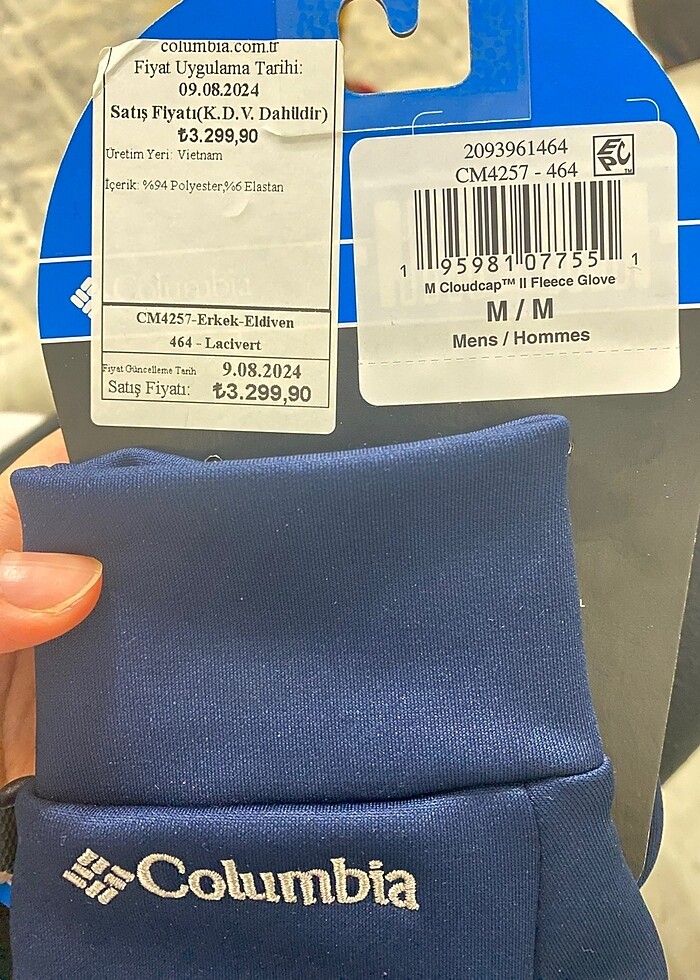 columbia.com.tr
Fiyat Uygulama Tarihi:
09.08.2024
Satış Fiyatı(K.D.V. Dahildir)
₺3.299,90
Üretim Yeri: Vietnam
İçerik: %94 Polyester,%6 Elastan
CM4257-Erkek-Eldiven
464 - Lacivert
Fiyat Güncelleme Tarih 9.08.2024
Satış Fiyatı: ₺3.299,90
2093961464
CM4257 - 464
EPC™
1 95981 07755 1
M Cloudcap™ II Fleece Glove
M / M
Mens / Hommes
Columbia